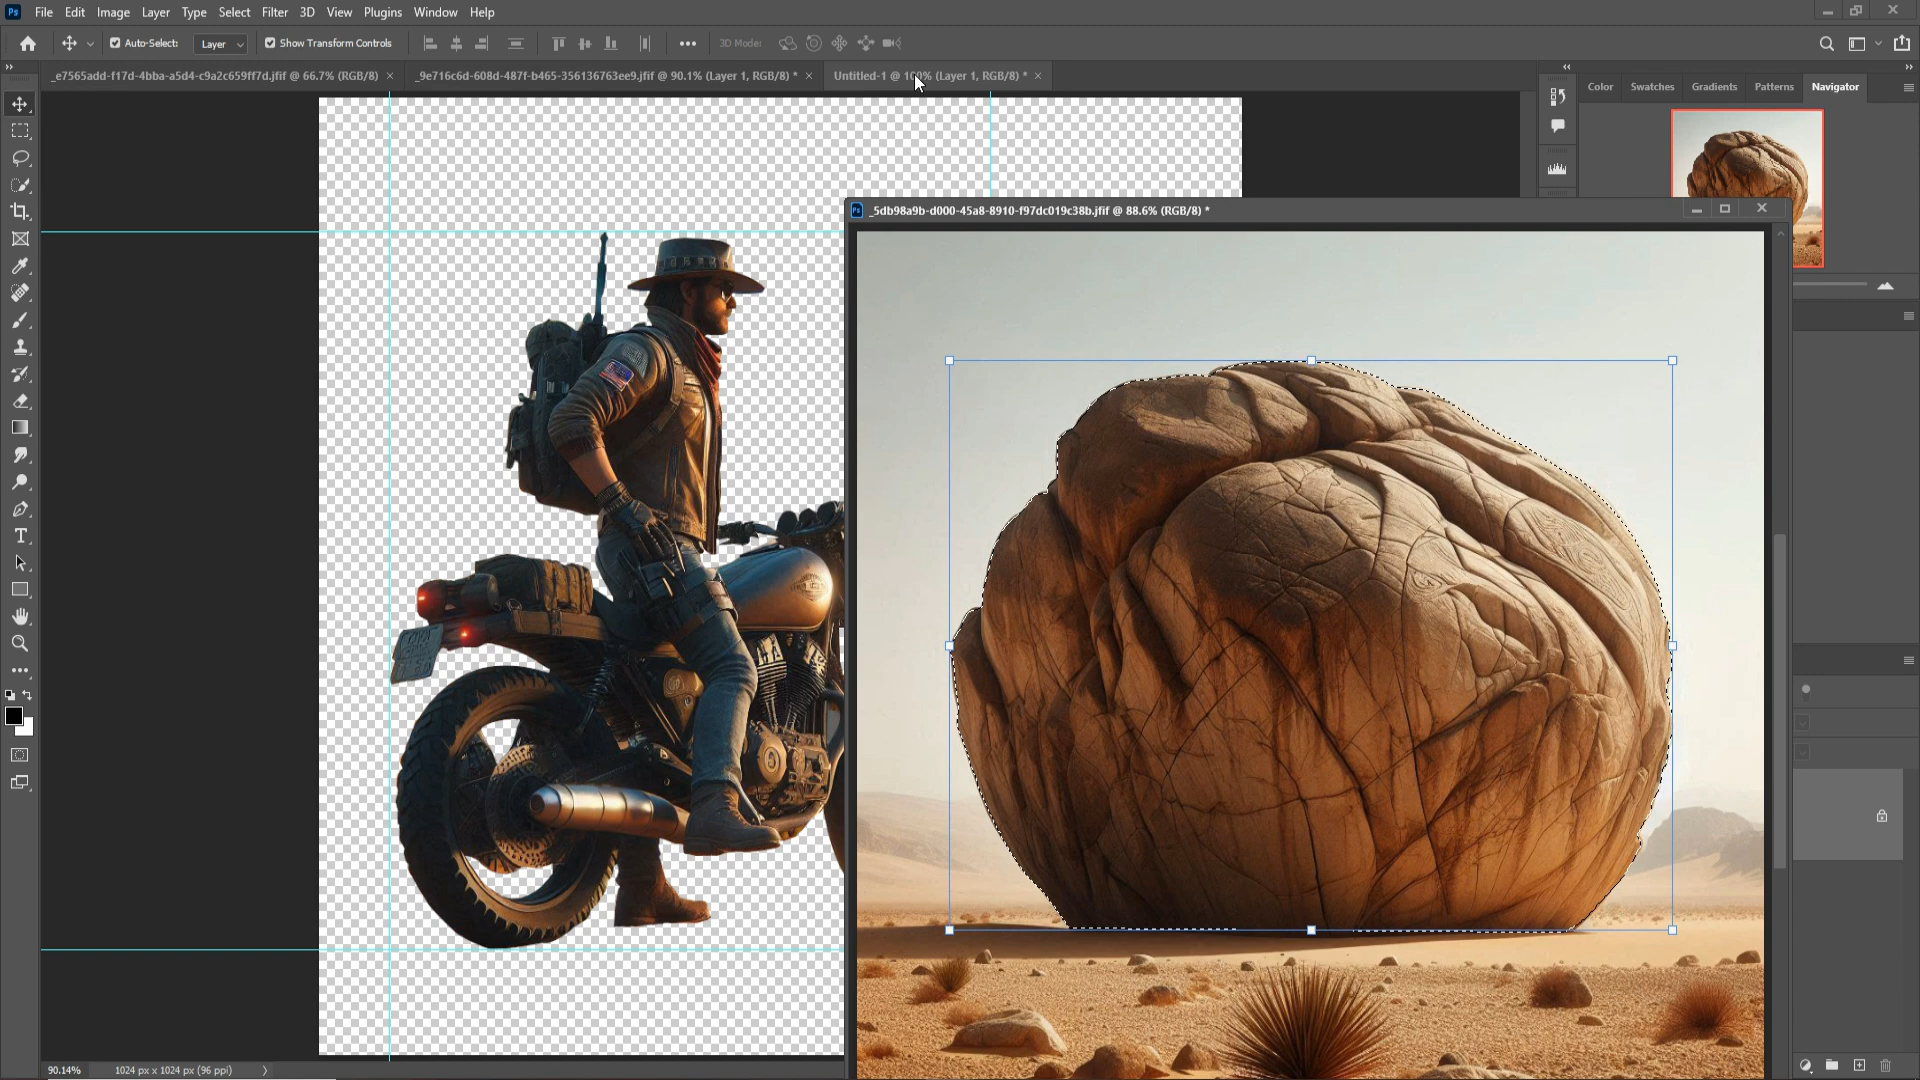 Ps File Edit Image Layer Type Select Filter 3D View Plugins Window Help
Auto-Select: Layer Show Transform Controls 3D Mode:
_e7565add-f17d-4bba-a5d4-c9a2c659ff7d.jfif @ 66.7% (RGB/8) × _9e716c6d-608d-487f-b465-356136763ee9.jfif @ 90.1% (Layer 1, RGB/8) * × Untitled-1 @ 100% (Layer 1, RGB/8) * ×
Color Swatches Gradients Patterns Navigator
Ps _5db98a9b-d000-45a8-8910-f97dc019c38b.jfif @ 88.6% (RGB/8) *
90.14% 1024 px x 1024 px (96 ppi)